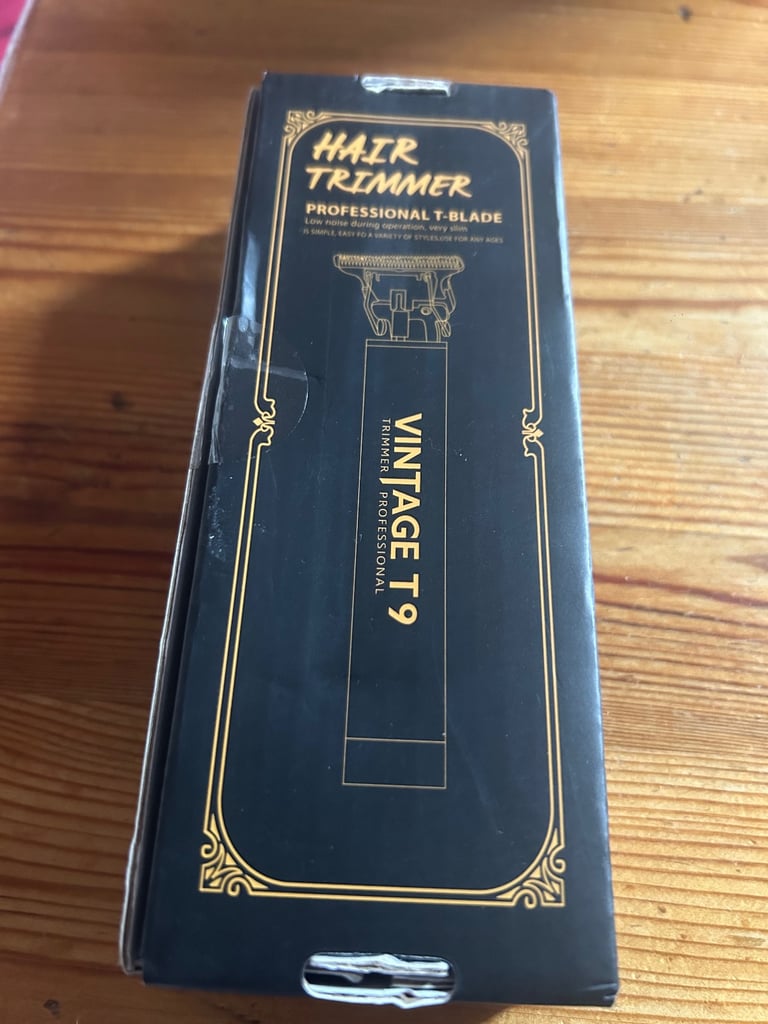 HAIR
TRIMMER
PROFESSIONAL T-BLADE
Low noise during operation, very slim
IS SIMPLE, EASY FO A VARIETY OF STYLES,USE FOR ANY AGES
VINTAGE T9
TRIMMER PROFESSIONAL